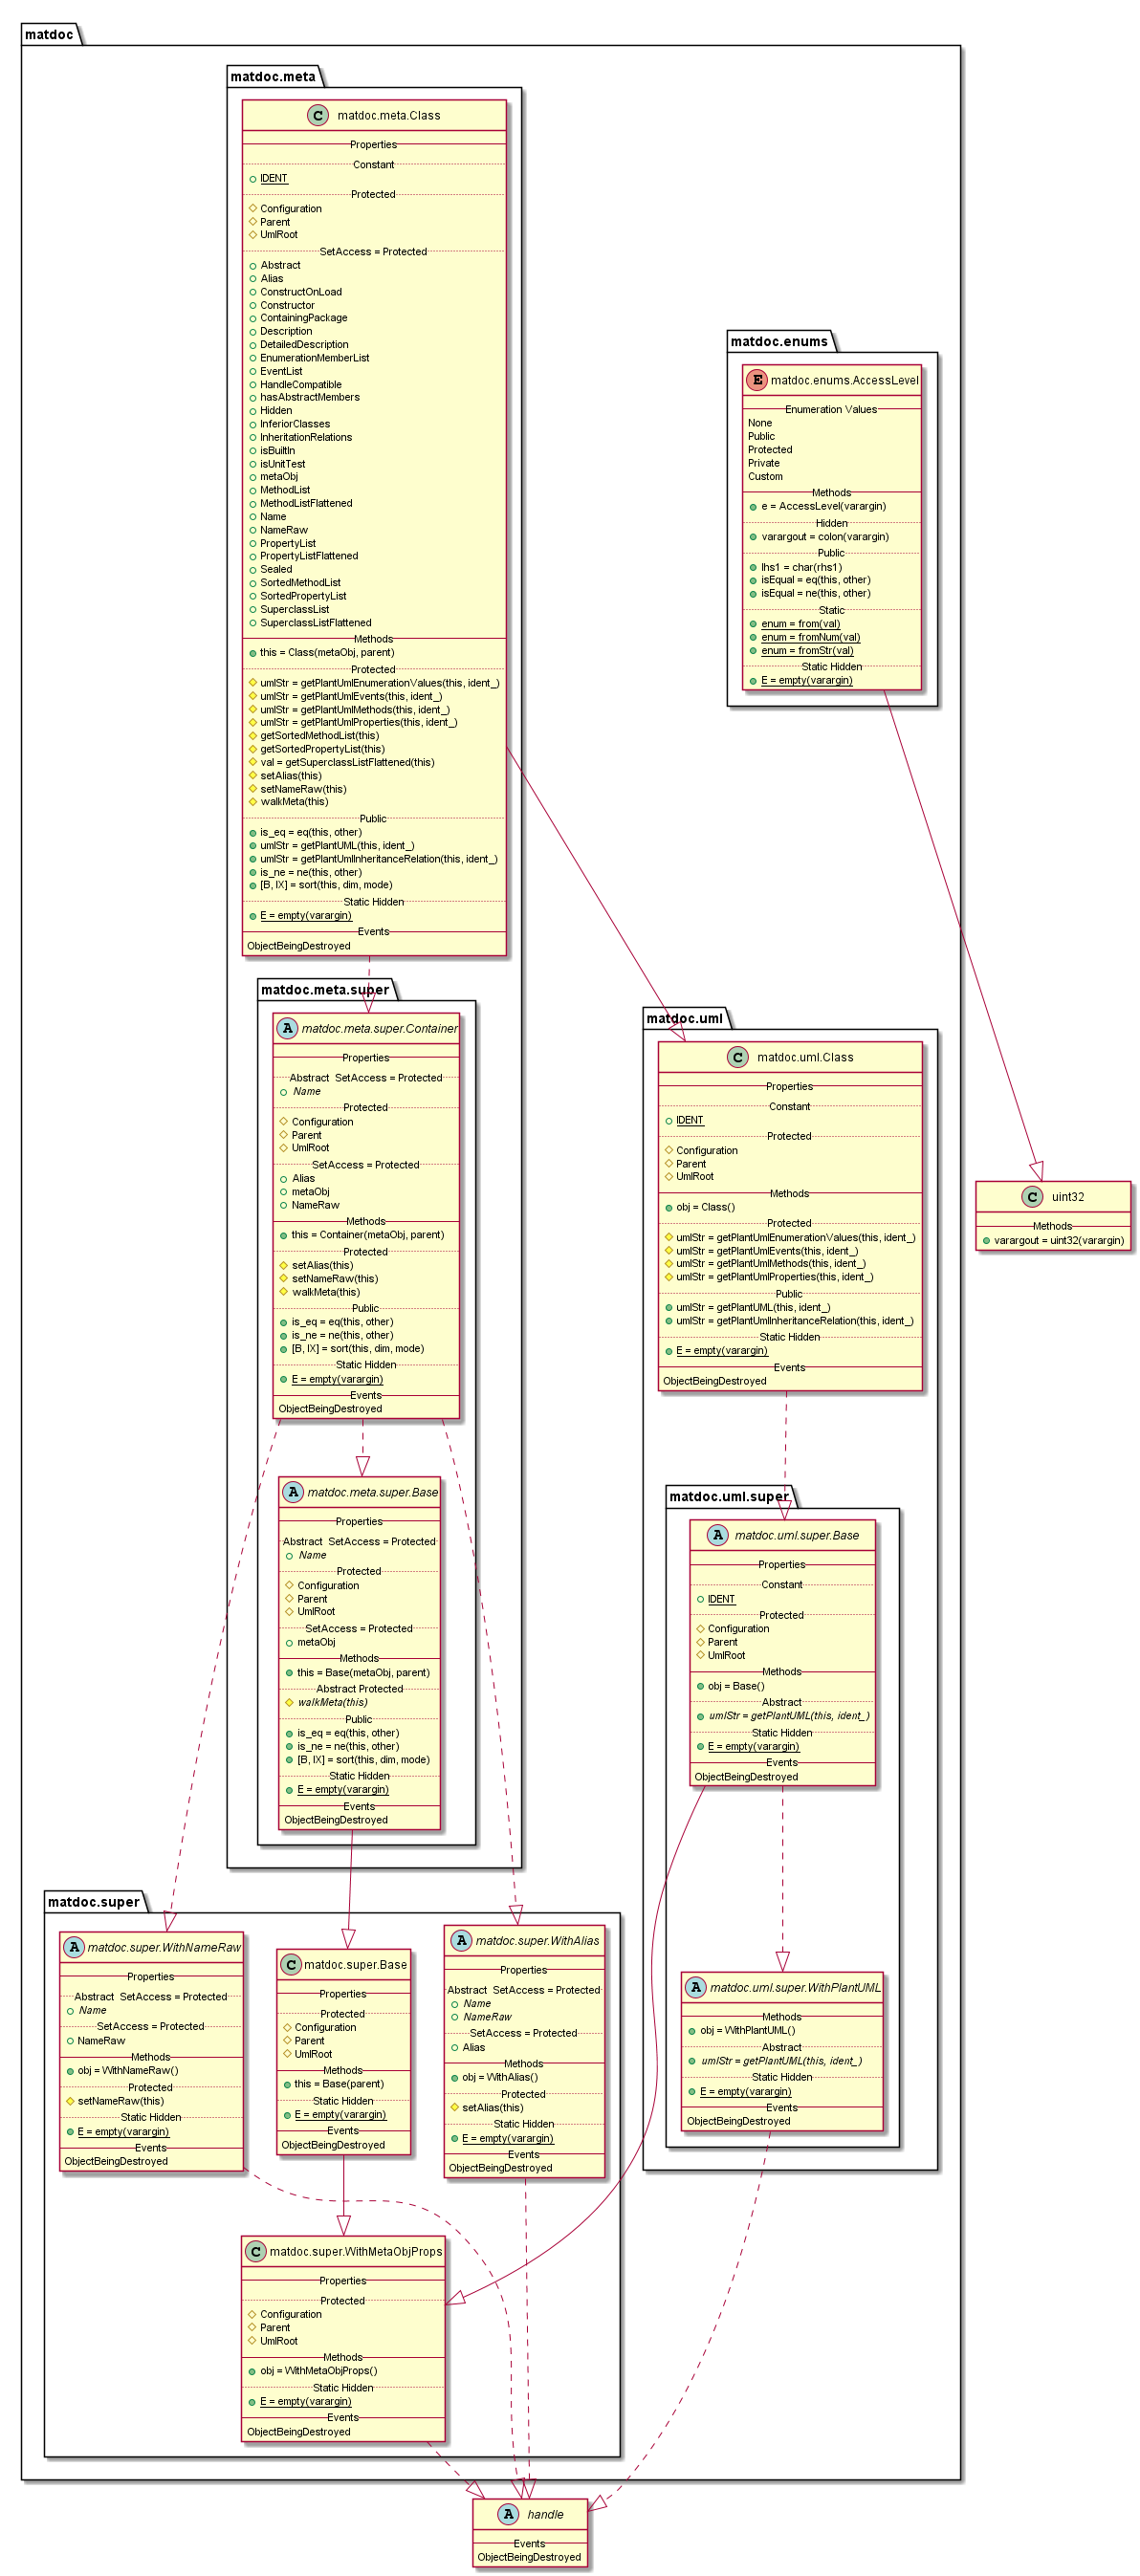 matdoc
matdoc.meta
C matdoc.meta.Class
Properties
Constant
IDENT
Protected
Configuration
Parent
UmlRoot
SetAccess = Protected
Abstract
Alias
ConstructOnLoad
Constructor
ContainingPackage
Description
DetailedDescription
EnumerationMemberList
EventList
HandleCompatible
hasAbstractMembers
Hidden
InferiorClasses
InheritationRelations
isBuiltIn
isUnitTest
metaObj
MethodList
MethodListFlattened
Name
NameRaw
PropertyList
PropertyListFlattened
Sealed
SortedMethodList
SortedPropertyList
SuperclassList
SuperclassListFlattened
Methods
this = Class(metaObj, parent)
Protected
umlStr = getPlantUmlEnumerationValues(this, ident_)
umlStr = getPlantUmlEvents(this, ident_)
umlStr = getPlantUmlMethods(this, ident_)
umlStr = getPlantUmlProperties(this, ident_)
getSortedMethodList(this)
getSortedPropertyList(this)
val = getSuperclassListFlattened(this)
setAlias(this)
setNameRaw(this)
walkMeta(this)
Public
is_eq = eq(this, other)
umlStr = getPlantUML(this, ident_)
umlStr = getPlantUmlInheritanceRelation(this, ident_)
is_ne = ne(this, other)
[B, IX] = sort(this, dim, mode)
Static Hidden
E = empty(varargin)
Events
ObjectBeingDestroyed
matdoc.enums
E matdoc.enums.AccessLevel
Enumeration Values
None
Public
Protected
Private
Custom
Methods
e = AccessLevel(varargin)
Hidden
varargout = colon(varargin)
Public
lhs1 = char(rhs1)
isEqual = eq(this, other)
isEqual = ne(this, other)
Static
enum = from(val)
enum = fromNum(val)
enum = fromStr(val)
Static Hidden
E = empty(varargin)
matdoc.meta.super
A matdoc.meta.super.Container
Properties
Abstract SetAccess = Protected
Name
Protected
Configuration
Parent
UmlRoot
SetAccess = Protected
Alias
metaObj
NameRaw
Methods
this = Container(metaObj, parent)
Protected
setAlias(this)
setNameRaw(this)
walkMeta(this)
Public
is_eq = eq(this, other)
is_ne = ne(this, other)
[B, IX] = sort(this, dim, mode)
Static Hidden
E = empty(varargin)
Events
ObjectBeingDestroyed
matdoc.uml
C matdoc.uml.Class
Properties
Constant
IDENT
Protected
Configuration
Parent
UmlRoot
Methods
obj = Class()
Protected
umlStr = getPlantUmlEnumerationValues(this, ident_)
umlStr = getPlantUmlEvents(this, ident_)
umlStr = getPlantUmlMethods(this, ident_)
umlStr = getPlantUmlProperties(this, ident_)
Public
umlStr = getPlantUML(this, ident_)
umlStr = getPlantUmlInheritanceRelation(this, ident_)
Static Hidden
E = empty(varargin)
Events
ObjectBeingDestroyed
C uint32
Methods
varargout = uint32(varargin)
A matdoc.meta.super.Base
Properties
Abstract SetAccess = Protected
Name
Protected
Configuration
Parent
UmlRoot
SetAccess = Protected
metaObj
Methods
this = Base(metaObj, parent)
Abstract Protected
walkMeta(this)
Public
is_eq = eq(this, other)
is_ne = ne(this, other)
[B, IX] = sort(this, dim, mode)
Static Hidden
E = empty(varargin)
Events
ObjectBeingDestroyed
matdoc.uml.super
A matdoc.uml.super.Base
Properties
Constant
IDENT
Protected
Configuration
Parent
UmlRoot
Methods
obj = Base()
Abstract
umlStr = getPlantUML(this, ident_)
Static Hidden
E = empty(varargin)
Events
ObjectBeingDestroyed
matdoc.super
A matdoc.super.WithNameRaw
Properties
Abstract SetAccess = Protected
Name
SetAccess = Protected
NameRaw
Methods
obj = WithNameRaw()
Protected
setNameRaw(this)
Static Hidden
E = empty(varargin)
Events
ObjectBeingDestroyed
C matdoc.super.Base
Properties
Protected
Configuration
Parent
UmlRoot
Methods
this = Base(parent)
Static Hidden
E = empty(varargin)
Events
ObjectBeingDestroyed
A matdoc.super.WithAlias
Properties
Abstract SetAccess = Protected
Name
NameRaw
SetAccess = Protected
Alias
Methods
obj = WithAlias()
Protected
setAlias(this)
Static Hidden
E = empty(varargin)
Events
ObjectBeingDestroyed
A matdoc.uml.super.WithPlantUML
Methods
obj = WithPlantUML()
Abstract
umlStr = getPlantUML(this, ident_)
Static Hidden
E = empty(varargin)
Events
ObjectBeingDestroyed
C matdoc.super.WithMetaObjProps
Properties
Protected
Configuration
Parent
UmlRoot
Methods
obj = WithMetaObjProps()
Static Hidden
E = empty(varargin)
Events
ObjectBeingDestroyed
A handle
Events
ObjectBeingDestroyed